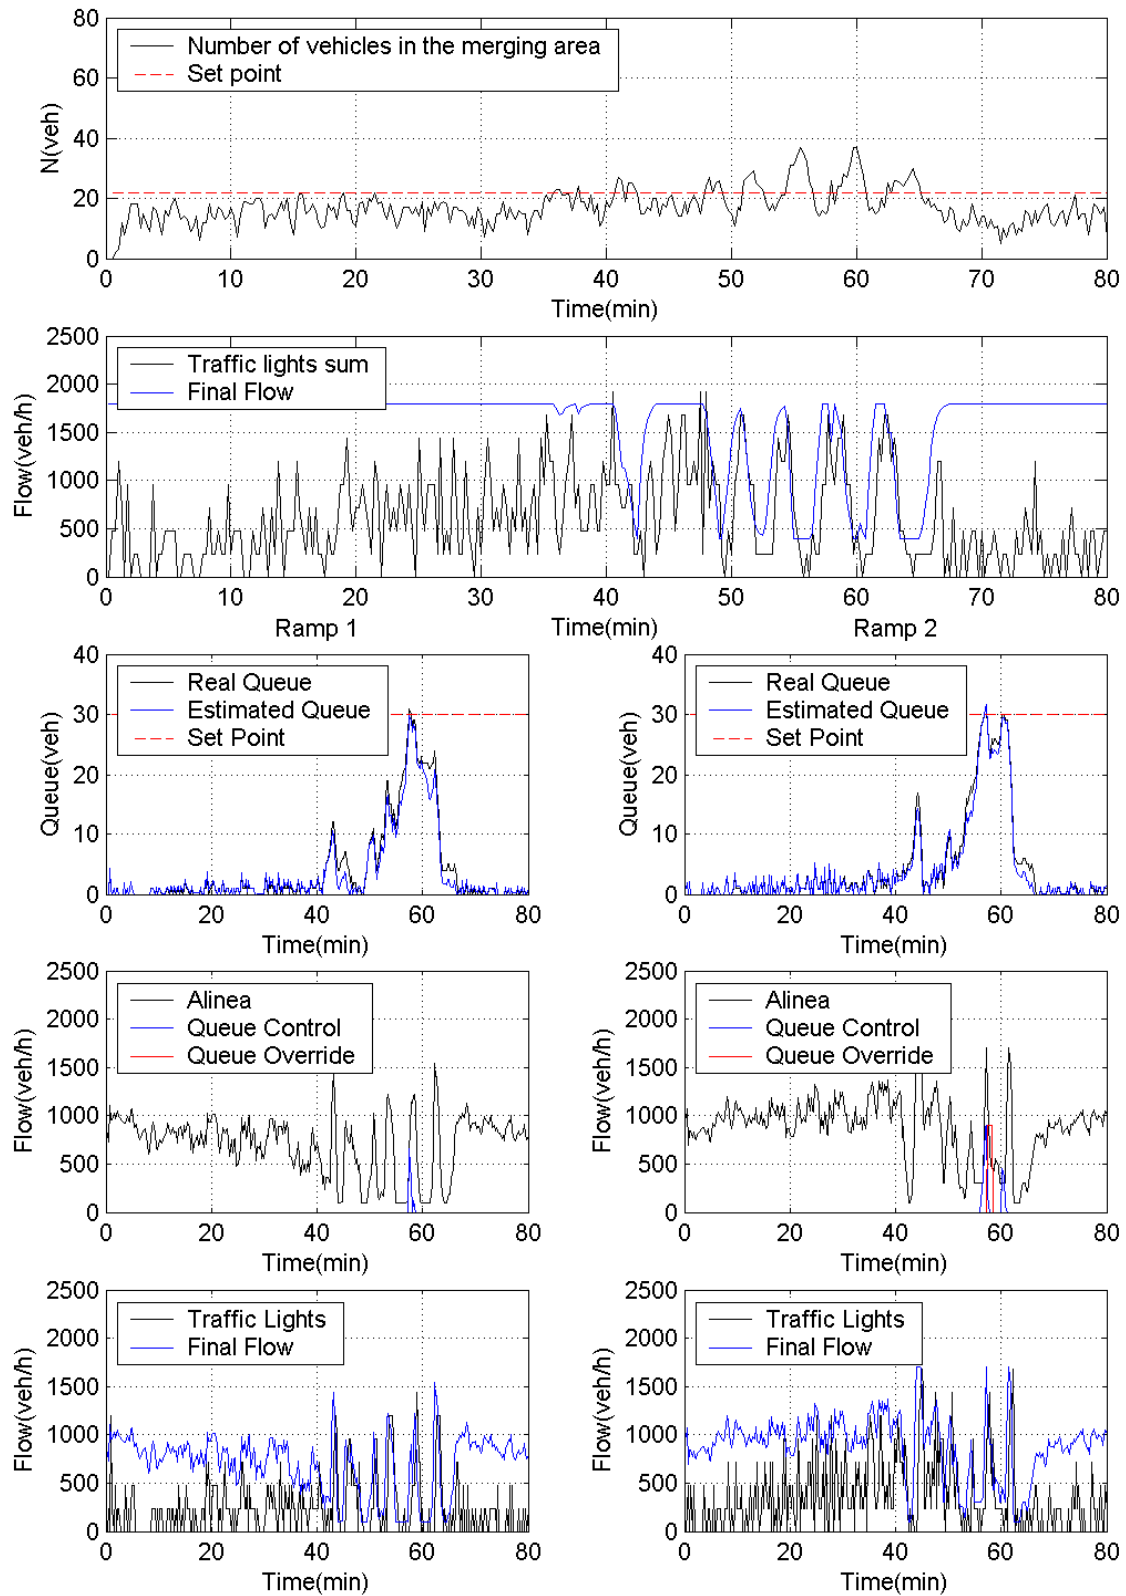 80
60
40
20
0
N(veh)
Number of vehicles in the merging area
Set point
0 10 20 30 40 50 60 70 80
Time(min)
2500
2000
1500
1000
500
0
Flow(veh/h)
Traffic lights sum
Final Flow
0 10 20 30 40 50 60 70 80
Time(min)
Ramp 1
40
30
20
10
0
Queue(veh)
Real Queue
Estimated Queue
Set Point
0 20 40 60 80
Time(min)
Ramp 2
40
30
20
10
0
Queue(veh)
Real Queue
Estimated Queue
Set Point
0 20 40 60 80
Time(min)
2500
2000
1500
1000
500
0
Flow(veh/h)
Alinea
Queue Control
Queue Override
0 20 40 60 80
Time(min)
2500
2000
1500
1000
500
0
Flow(veh/h)
Alinea
Queue Control
Queue Override
0 20 40 60 80
Time(min)
2500
2000
1500
1000
500
0
Flow(veh/h)
Traffic Lights
Final Flow
0 20 40 60 80
Time(min)
2500
2000
1500
1000
500
0
Flow(veh/h)
Traffic Lights
Final Flow
0 20 40 60 80
Time(min)